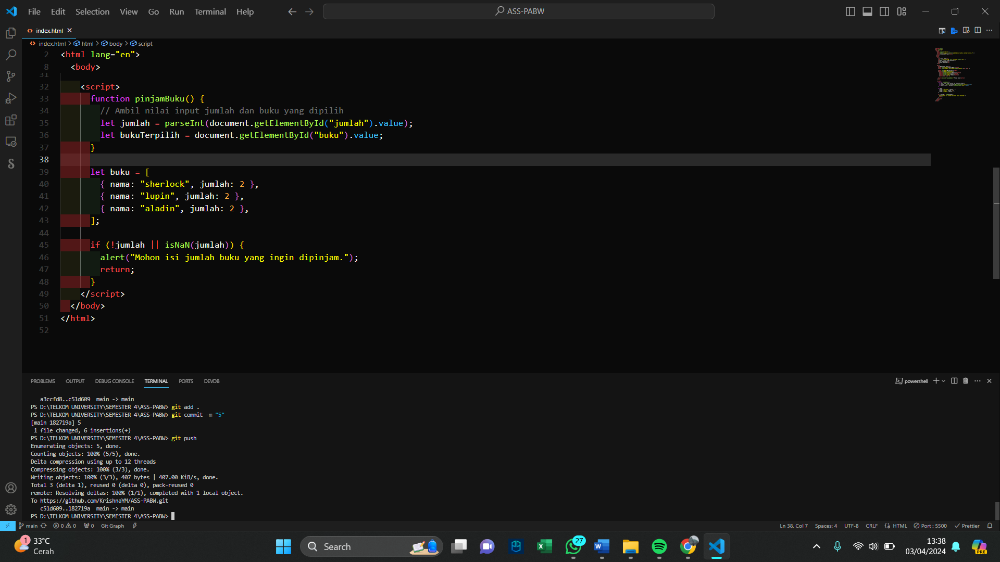 File Edit Selection View Go Run Terminal Help
ASS-PABW
index.html
index.html > html > body > script
2 <html lang="en">
8 <body>
31
32 <script>
33 function pinjamBuku() {
34 // Ambil nilai input jumlah dan buku yang dipilih
35 let jumlah = parseInt(document.getElementById("jumlah").value);
36 let bukuTerpilih = document.getElementById("buku").value;
37 }
38
39 let buku = [
40 { nama: "sherlock", jumlah: 2 },
41 { nama: "lupin", jumlah: 2 },
42 { nama: "aladin", jumlah: 2 },
43 ];
44
45 if (!jumlah || isNaN(jumlah)) {
46 alert("Mohon isi jumlah buku yang ingin dipinjam.");
47 return;
48 }
49 </script>
50 </body>
51 </html>
52
PROBLEMS OUTPUT DEBUG CONSOLE TERMINAL PORTS DEVDB
powershell
a3ccfd8..c51d609 main -> main
PS D:\TELKOM UNIVERSITY\SEMESTER 4\ASS-PABW> git add .
PS D:\TELKOM UNIVERSITY\SEMESTER 4\ASS-PABW> git commit -m "5"
[main 182719a] 5
1 file changed, 6 insertions(+)
PS D:\TELKOM UNIVERSITY\SEMESTER 4\ASS-PABW> git push
Enumerating objects: 5, done.
Counting objects: 100% (5/5), done.
Delta compression using up to 12 threads
Compressing objects: 100% (3/3), done.
Writing objects: 100% (3/3), 407 bytes | 407.00 KiB/s, done.
Total 3 (delta 1), reused 0 (delta 0), pack-reused 0
remote: Resolving deltas: 100% (1/1), completed with 1 local object.
To https://github.com/KrishnaYM/ASS-PABW.git
c51d609..182719a main -> main
PS D:\TELKOM UNIVERSITY\SEMESTER 4\ASS-PABW>
main 0 0 0 Git Graph
Ln 38, Col 7 Spaces: 4 UTF-8 CRLF HTML Port : 5500 Prettier
1
33°C
Cerah
Search
27
13:38
03/04/2024
PRE